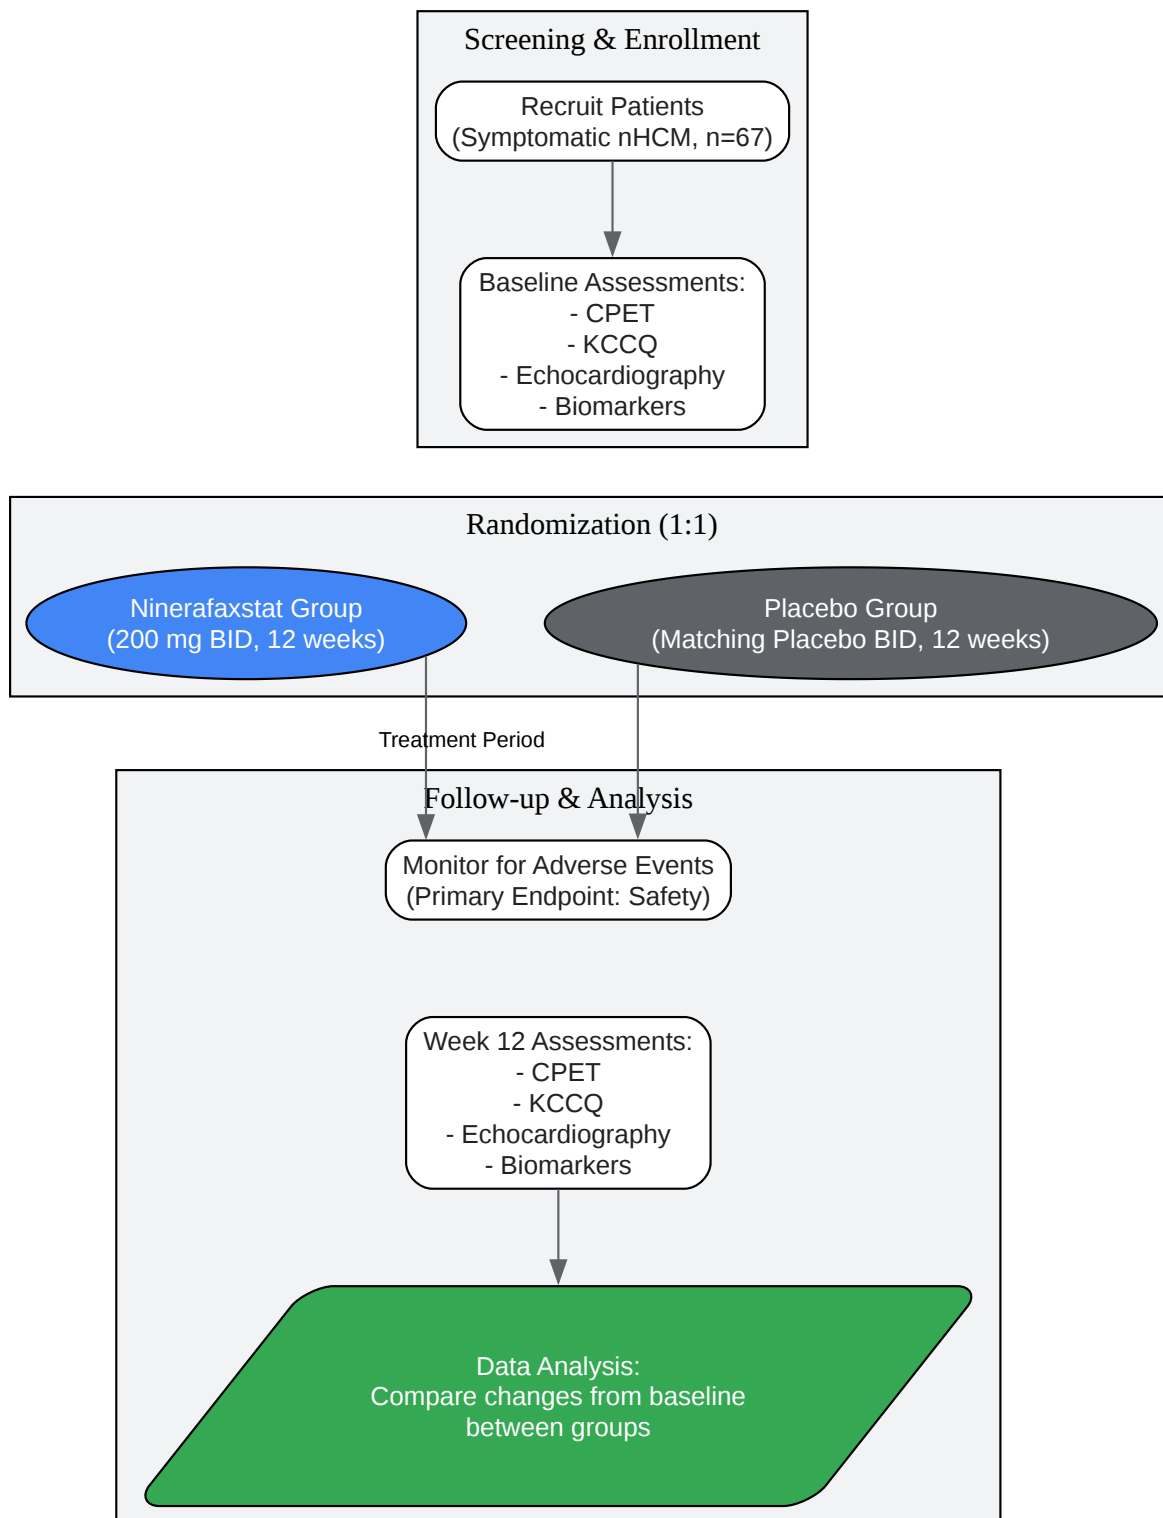 Screening & Enrollment
Recruit Patients
(Symptomatic nHCM, n=67)
Baseline Assessments:
- CPET
- KCCQ
- Echocardiography
- Biomarkers
Randomization (1:1)
Ninerafaxstat Group
(200 mg BID, 12 weeks)
Placebo Group
(Matching Placebo BID, 12 weeks)
Treatment Period
Follow-up & Analysis
Monitor for Adverse Events
(Primary Endpoint: Safety)
Week 12 Assessments:
- CPET
- KCCQ
- Echocardiography
- Biomarkers
Data Analysis:
Compare changes from baseline
between groups